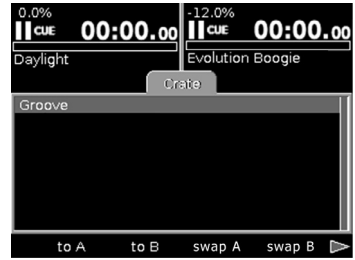 0.0%
CUE 00:00.00
Daylight
-12.0%
CUE 00:00.00
Evolution Boogie
Crate
Groove
to A to B swap A swap B